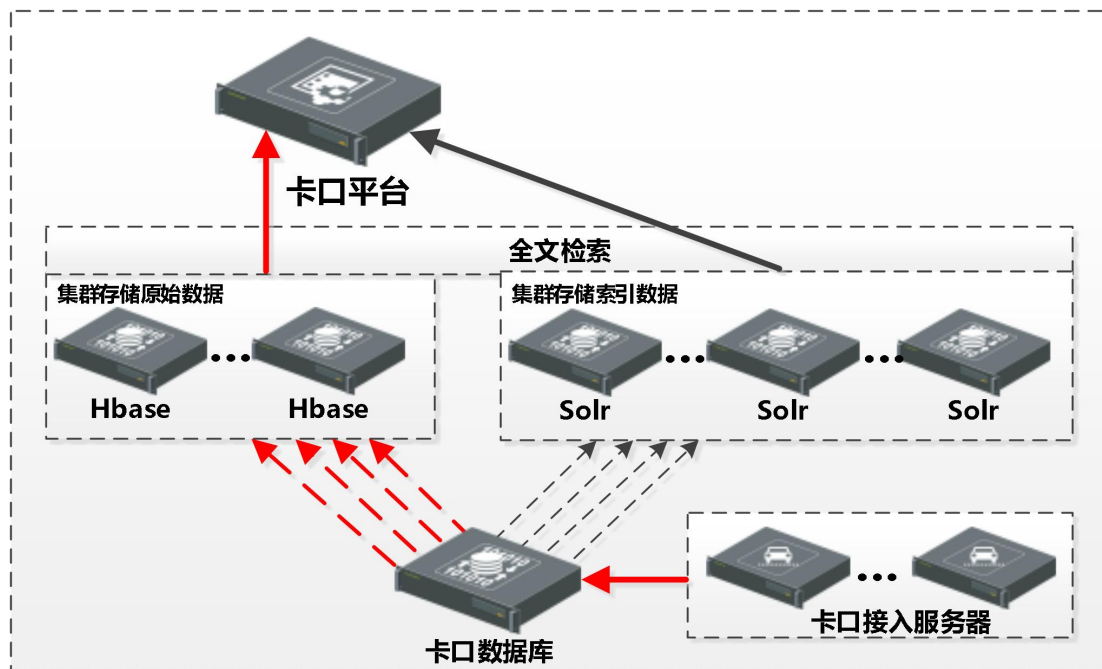 卡口平台
全文检索
集群存储原始数据
集群存储索引数据
Hbase
Hbase
Solr
Solr
Solr
卡口接入服务器
卡口数据库